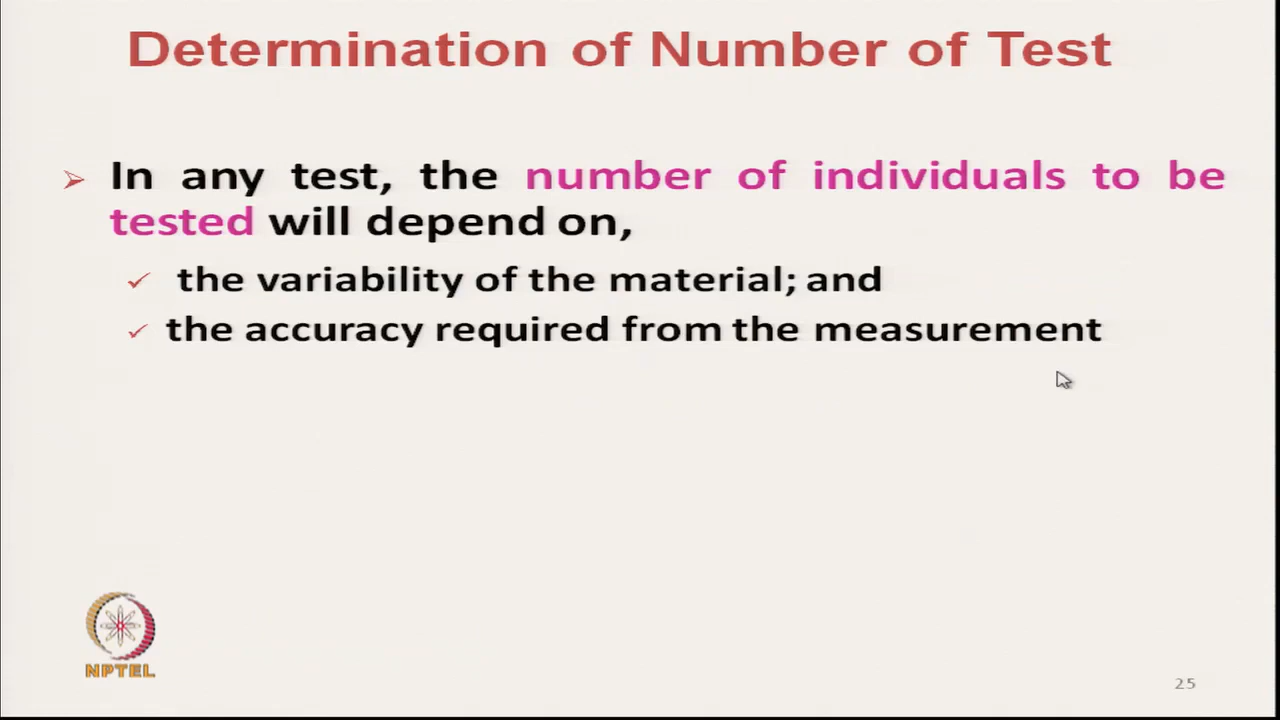 Determination of Number of Test
➢ In any test, the number of individuals to be
tested will depend on,
✓ the variability of the material; and
✓ the accuracy required from the measurement
NPTEL
25